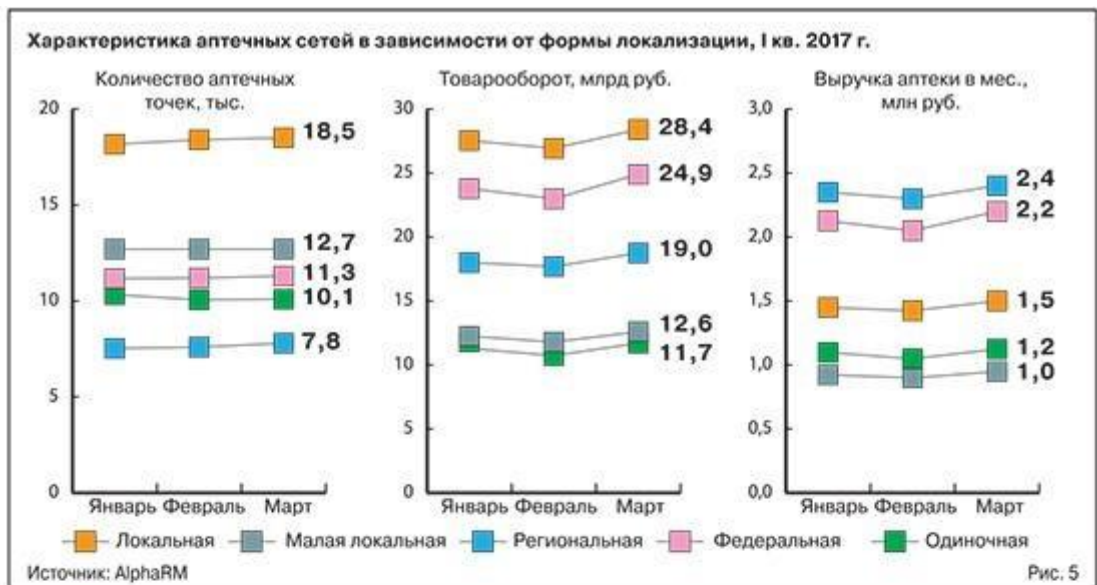 Характеристика аптечных сетей в зависимости от формы локализации, I кв. 2017 г.
Количество аптечных
точек, тыс.
20
15
10
5
0
18,5
12,7
11,3
10,1
7,8
Январь Февраль Март
Товарооборот, млрд руб.
30
25
20
15
10
5
0
28,4
24,9
19,0
12,6
11,7
Январь Февраль Март
Выручка аптеки в мес.,
млн руб.
3,0
2,5
2,0
1,5
1,0
0,5
0,0
2,4
2,2
1,5
1,2
1,0
Январь Февраль Март
Локальная Малая локальная Региональная Федеральная Одиночная
Источник: AlphaRM
Рис. 5